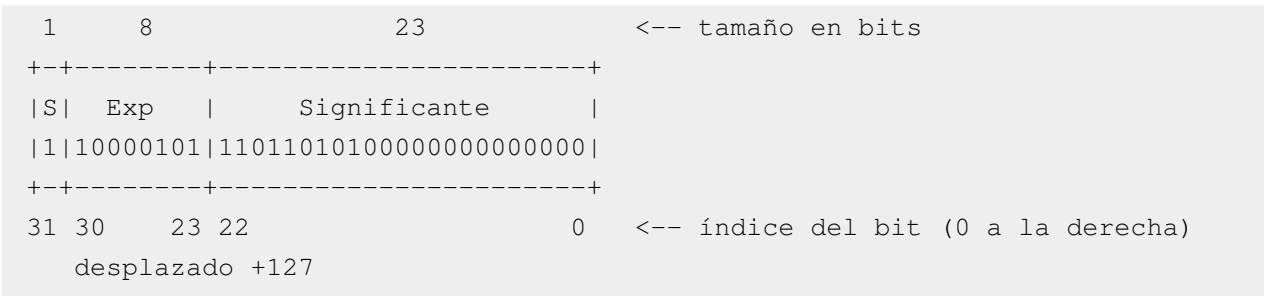 1 8 23 <-- tamaño en bits
+-+--------+-----------------------+
|S| Exp | Significante |
|1|10000101|11011010100000000000000|
+-+--------+-----------------------+
31 30 23 22 0 <-- índice del bit (0 a la derecha)
desplazado +127